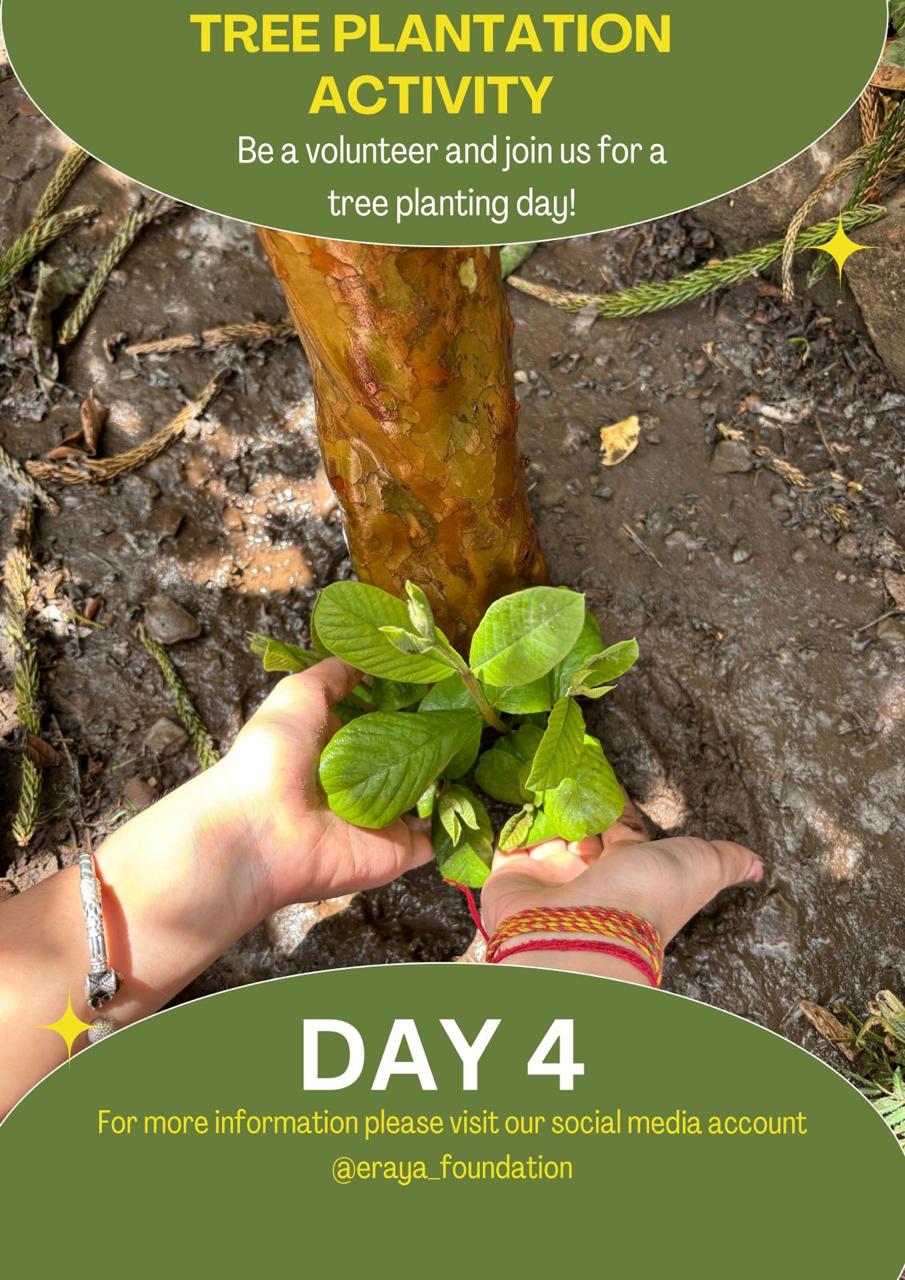 TREE PLANTATION
ACTIVITY
Be a volunteer and join us for a
tree planting day!
DAY 4
For more information please visit our social media account
@eraya_foundation